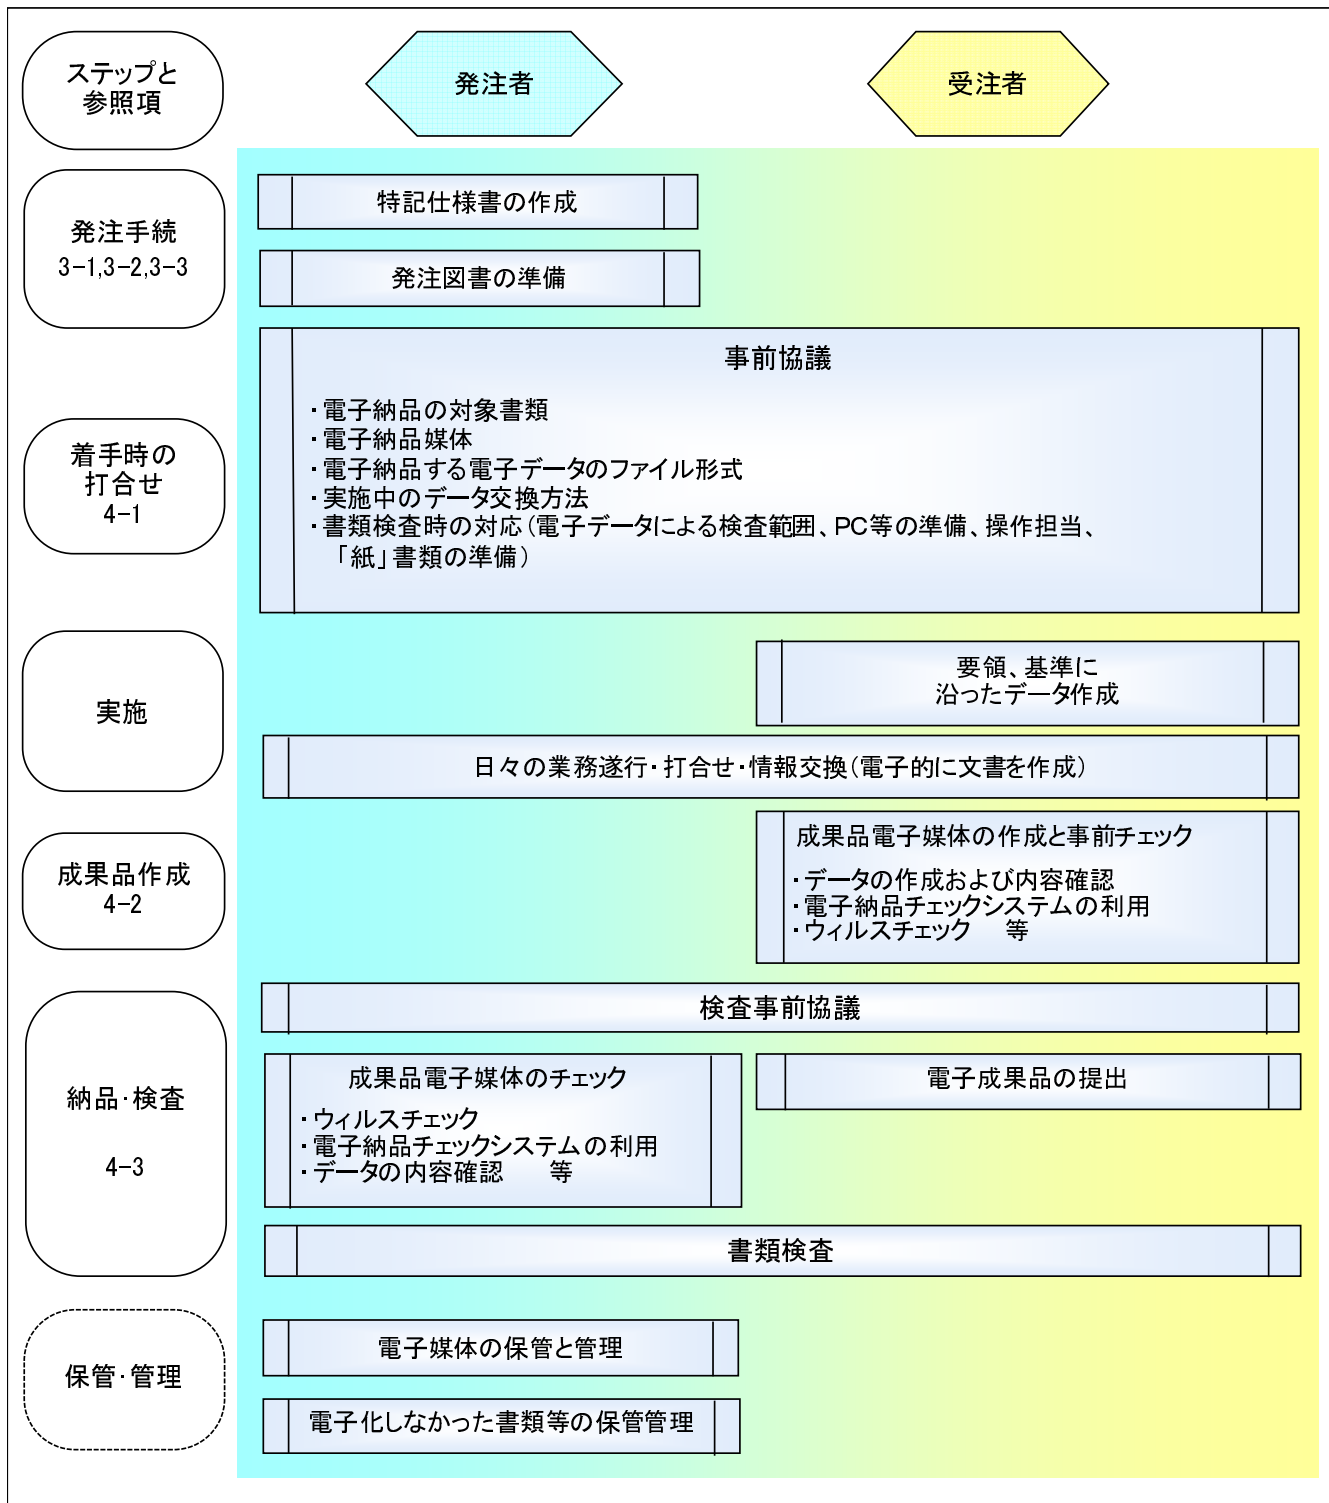 ステップと
参照項
発注者
受注者
発注手続
3-1,3-2,3-3
特記仕様書の作成
発注図書の準備
着手時の
打合せ
4-1
事前協議
・電子納品の対象書類
・電子納品媒体
・電子納品する電子データのファイル形式
・実施中のデータ交換方法
・書類検査時の対応(電子データによる検査範囲、PC等の準備、操作担当、
「紙」書類の準備)
実施
要領、基準に
沿ったデータ作成
日々の業務遂行・打合せ・情報交換(電子的に文書を作成)
成果品作成
4-2
成果品電子媒体の作成と事前チェック
・データの作成および内容確認
・電子納品チェックシステムの利用
・ウィルスチェック　等
納品・検査
4-3
検査事前協議
成果品電子媒体のチェック
・ウィルスチェック
・電子納品チェックシステムの利用
・データの内容確認　等
電子成果品の提出
書類検査
保管・管理
電子媒体の保管と管理
電子化しなかった書類等の保管管理